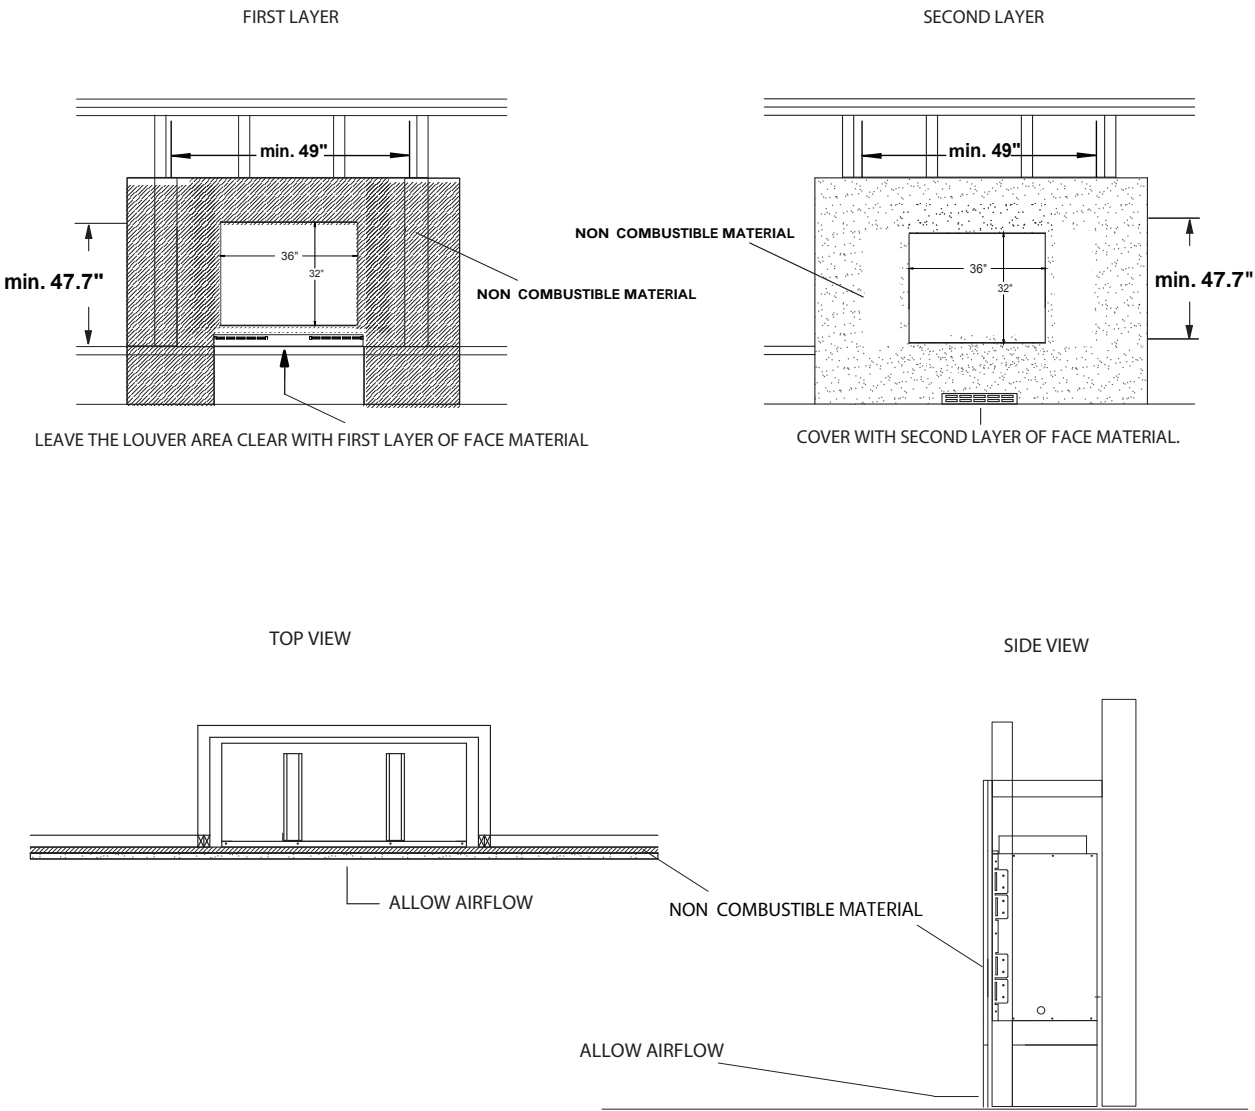 FIRST LAYER
SECOND LAYER
min. 49"
min. 49"
NON COMBUSTIBLE MATERIAL
36"
32"
min. 47.7"
NON COMBUSTIBLE MATERIAL
36"
32"
min. 47.7"
LEAVE THE LOUVER AREA CLEAR WITH FIRST LAYER OF FACE MATERIAL
COVER WITH SECOND LAYER OF FACE MATERIAL.
TOP VIEW
SIDE VIEW
ALLOW AIRFLOW
NON COMBUSTIBLE MATERIAL
ALLOW AIRFLOW